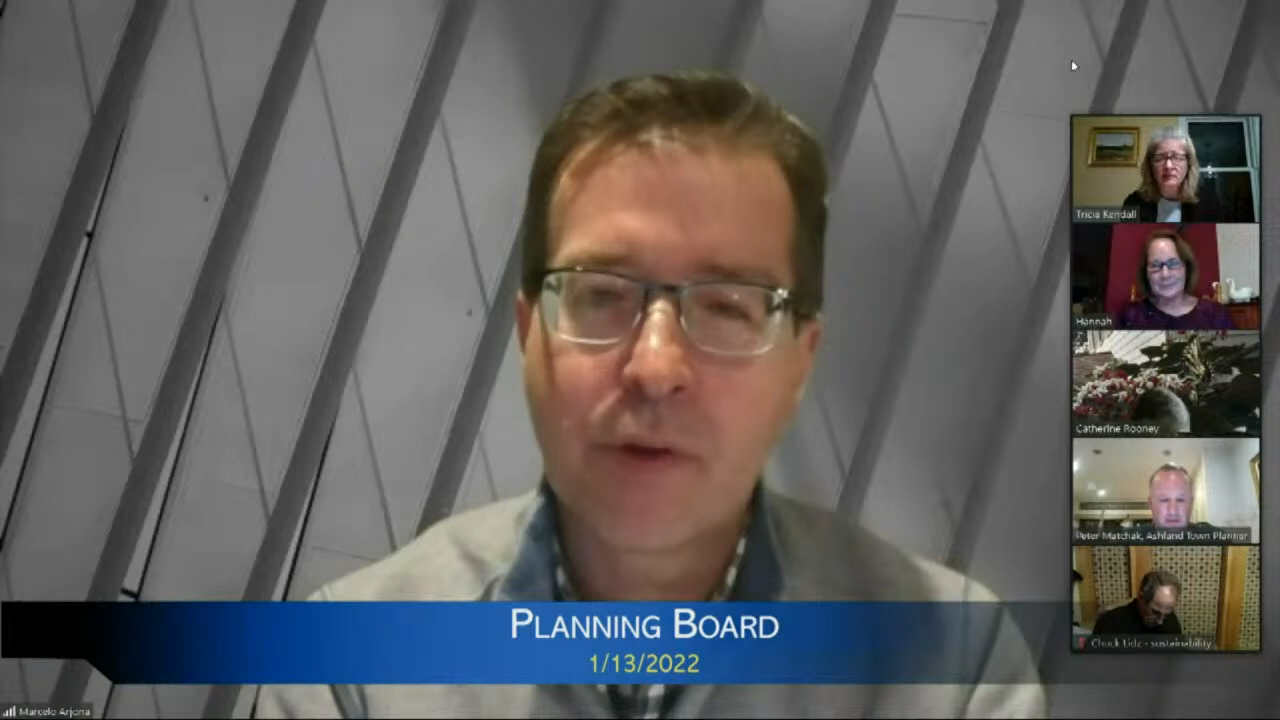 Tricia Kendall
Hannah
Catherine Rooney
Peter Matchak, Ashland Town Planner
Chuck Lidz - sustainability
PLANNING BOARD
1/13/2022
Marcelo Arjona